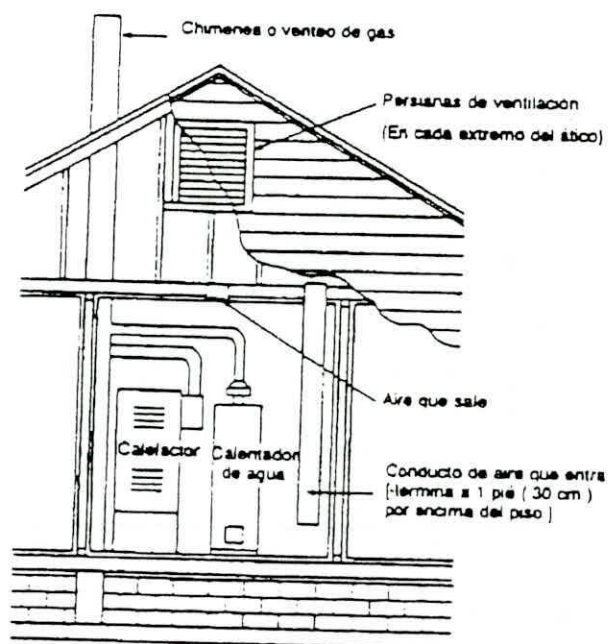 Chimenea o venteo de gas
Persianas de ventilación
(En cada extremo del ático)
Aire que sale
Calefactor
Calentador
de agua
Conducto de aire que entra
[termina a 1 pie ( 30 cm )
por encima del piso ]